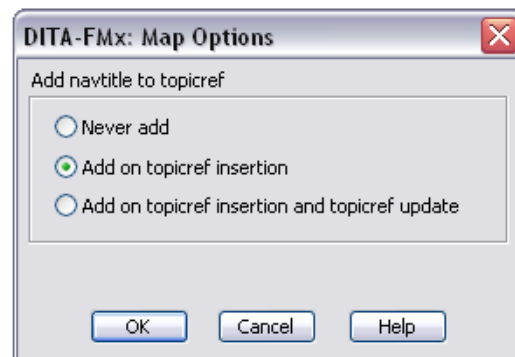 DITA-FMx: Map Options
Add navtitle to topicref
Never add
Add on topicref insertion
Add on topicref insertion and topicref update
OK Cancel Help